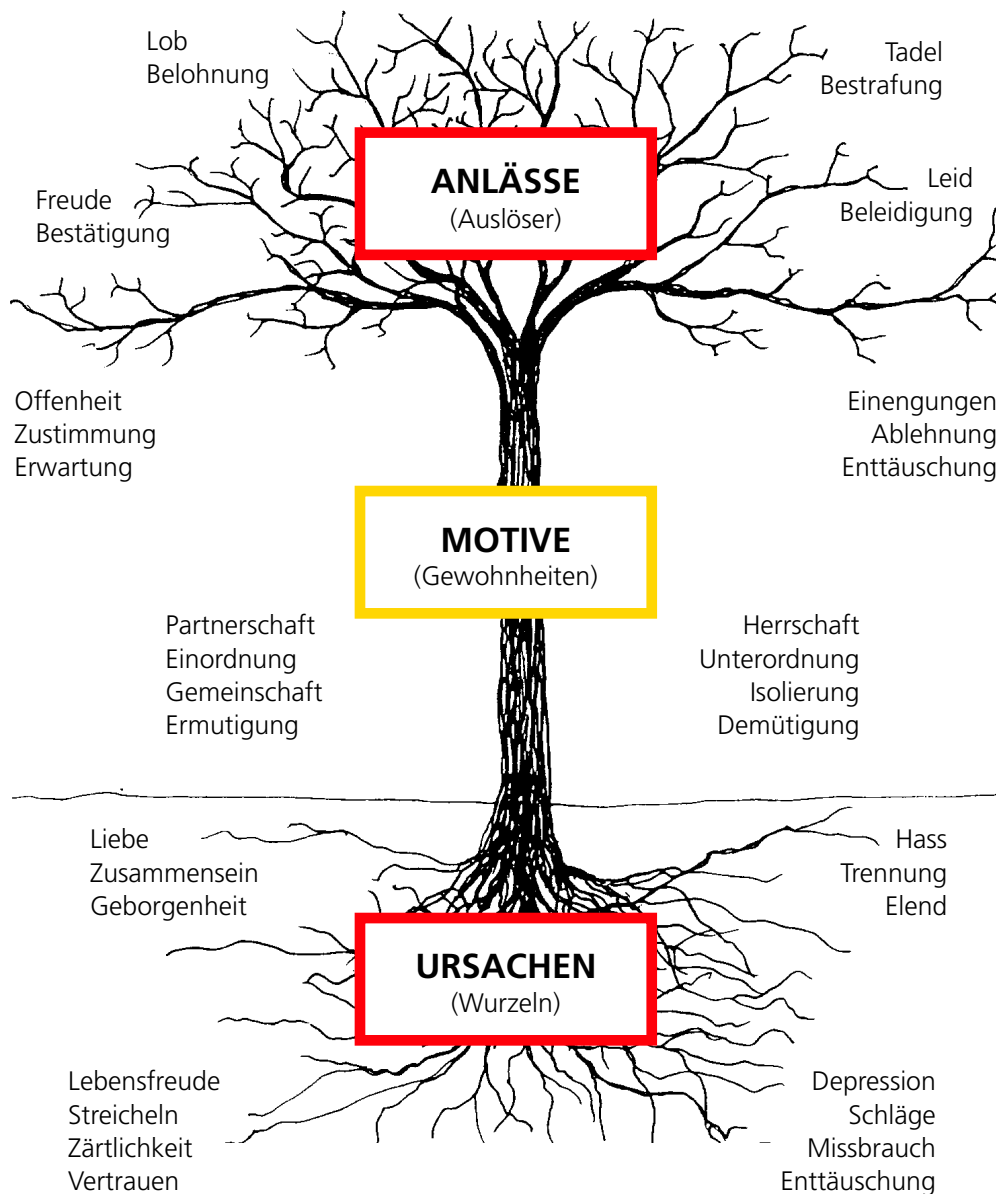 Lob
Belohnung
Tadel
Bestrafung
ANLÄSSE
(Auslöser)
Freude
Bestätigung
Leid
Beleidigung
Offenheit
Zustimmung
Erwartung
Einengungen
Ablehnung
Enttäuschung
MOTIVE
(Gewohnheiten)
Partnerschaft
Einordnung
Gemeinschaft
Ermutigung
Herrschaft
Unterordnung
Isolierung
Demütigung
Liebe
Zusammensein
Geborgenheit
Hass
Trennung
Elend
URSACHEN
(Wurzeln)
Lebensfreude
Streicheln
Zärtlichkeit
Vertrauen
Depression
Schläge
Missbrauch
Enttäuschung